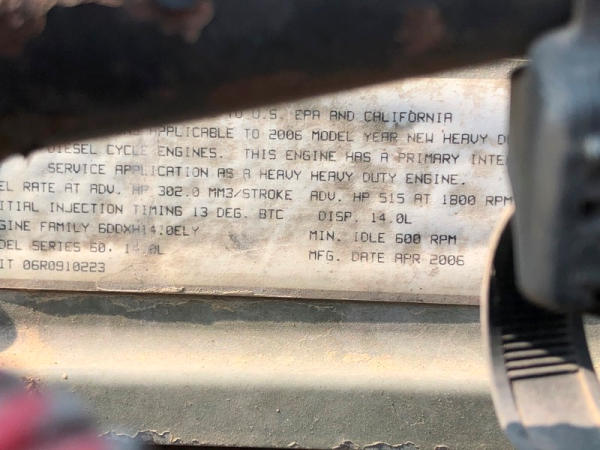 TO U.S. EPA AND CALIFORNIA
APPLICABLE TO 2006 MODEL YEAR NEW HEAVY DU
DIESEL CYCLE ENGINES. THIS ENGINE HAS A PRIMARY INTE
SERVICE APPLICATION AS A HEAVY HEAVY DUTY ENGINE.
EL RATE AT ADV. HP 302.0 MM3/STROKE ADV. HP 515 AT 1800 RPM
ITIAL INJECTION TIMING 13 DEG. BTC DISP. 14.0L
GINE FAMILY 6DDXH14.0ELY MIN. IDLE 600 RPM
DEL SERIES 60, 14.0L MFG. DATE APR 2006
IT 06R0910223